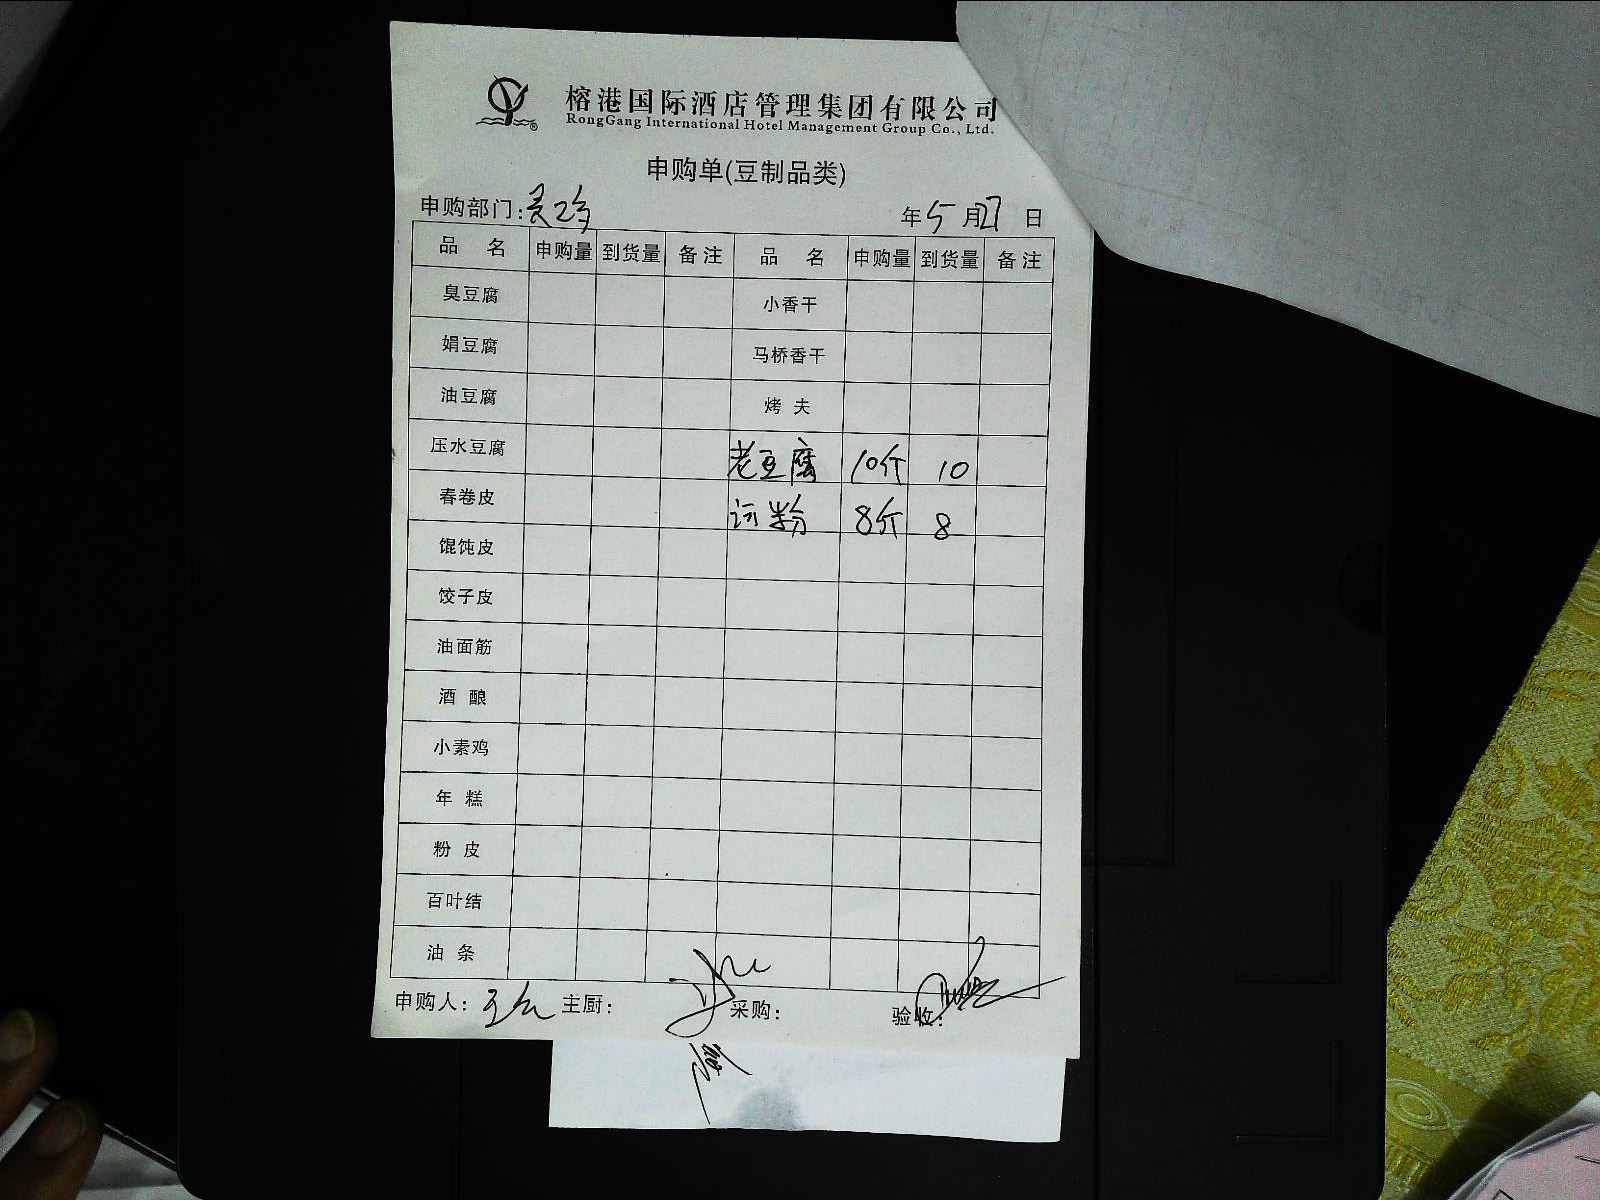 榕港国际酒店管理集团有限公司
RongGang International Hotel Management Group Co., Ltd.
申购单(豆制品类)
申购部门: 年5月27日
品 名 申购量 到货量 备注 品 名 申购量 到货量 备注
臭豆腐 小香干
娟豆腐 马桥香干
油豆腐 烤 夫
压水豆腐 老豆腐 10斤 10
春卷皮 河粉 8斤 8
馄饨皮
饺子皮
油面筋
酒 酿
小素鸡
年 糕
粉 皮
百叶结
油 条
申购人: 主厨: 采购: 验收: